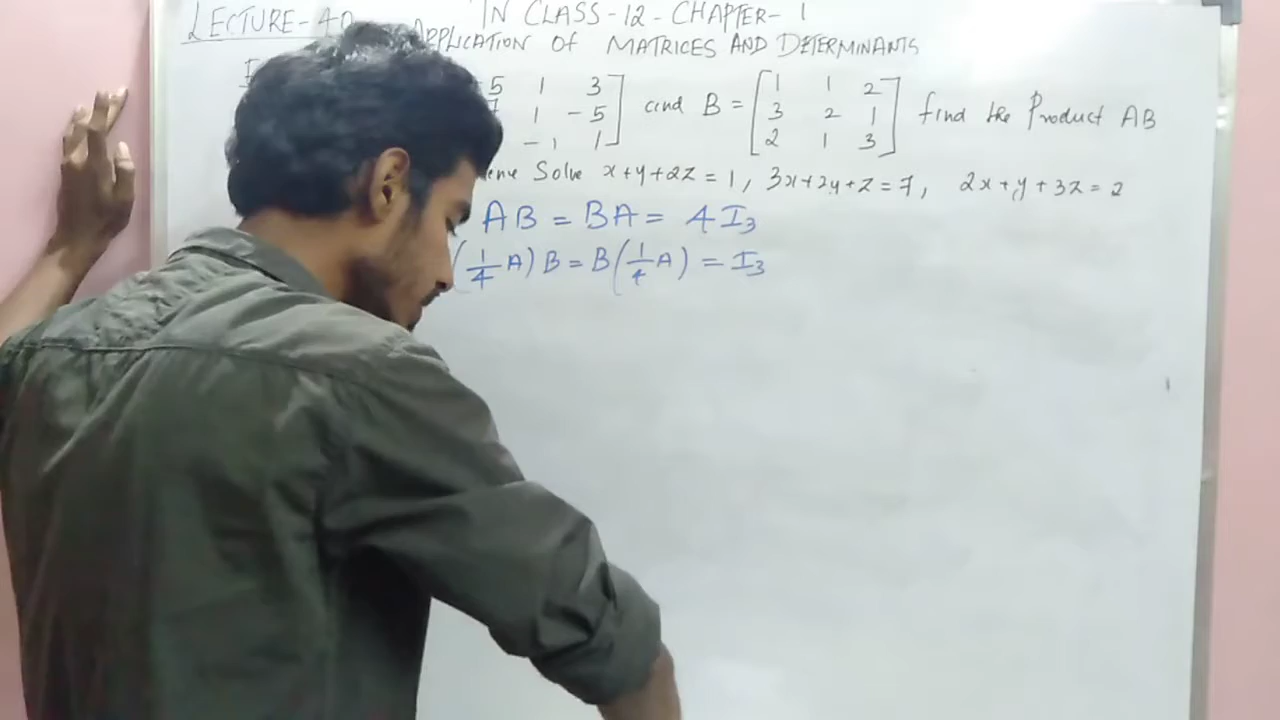 LECTURE-40 IN CLASS-12-CHAPTER-1
APPLICATION OF MATRICES AND DETERMINANTS
5 1 3 1 1 2
1 -5 and B = 3 2 1 find the Product AB
-1 1 2 1 3
Solve x+y+2z=1, 3x+2y+z=7, 2x+y+3z=2
AB = BA = 4I₃
(1/4 A)B = B(1/4 A) = I₃